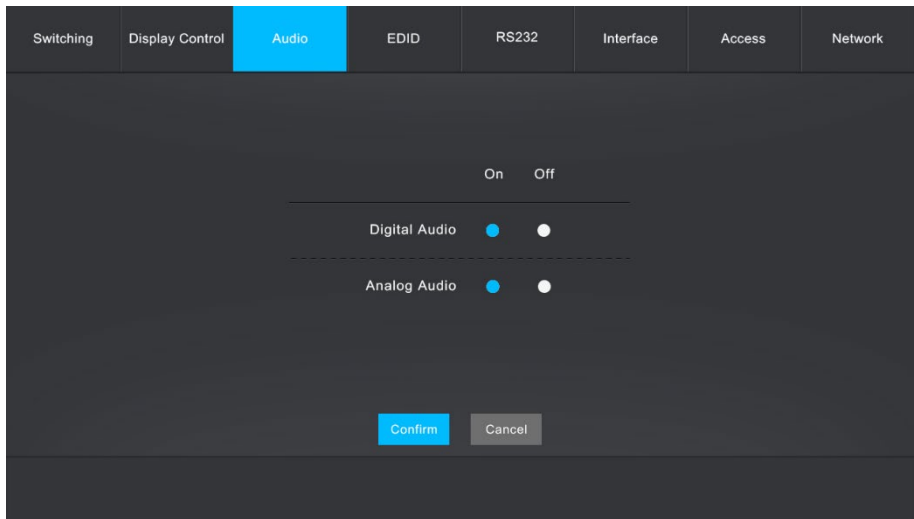 Switching Display Control Audio EDID RS232 Interface Access Network
On Off
Digital Audio
Analog Audio
Confirm Cancel